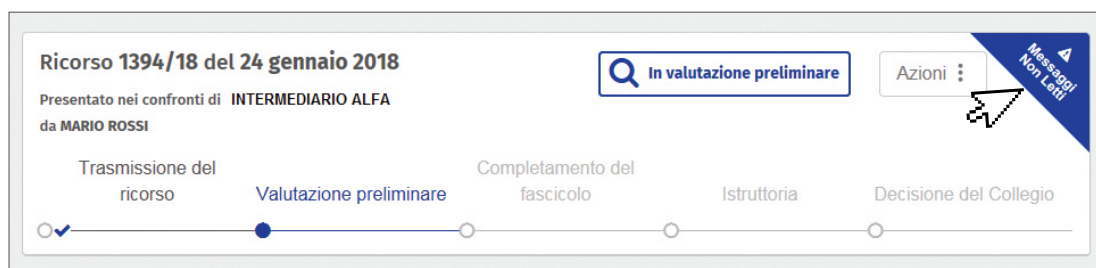 Ricorso 1394/18 del 24 gennaio 2018
In valutazione preliminare
Azioni
Messaggi
Non Letti
Presentato nei confronti di INTERMEDIARIO ALFA
da MARIO ROSSI
Trasmissione del
ricorso
Valutazione preliminare
Completamento del
fascicolo
Istruttoria
Decisione del Collegio